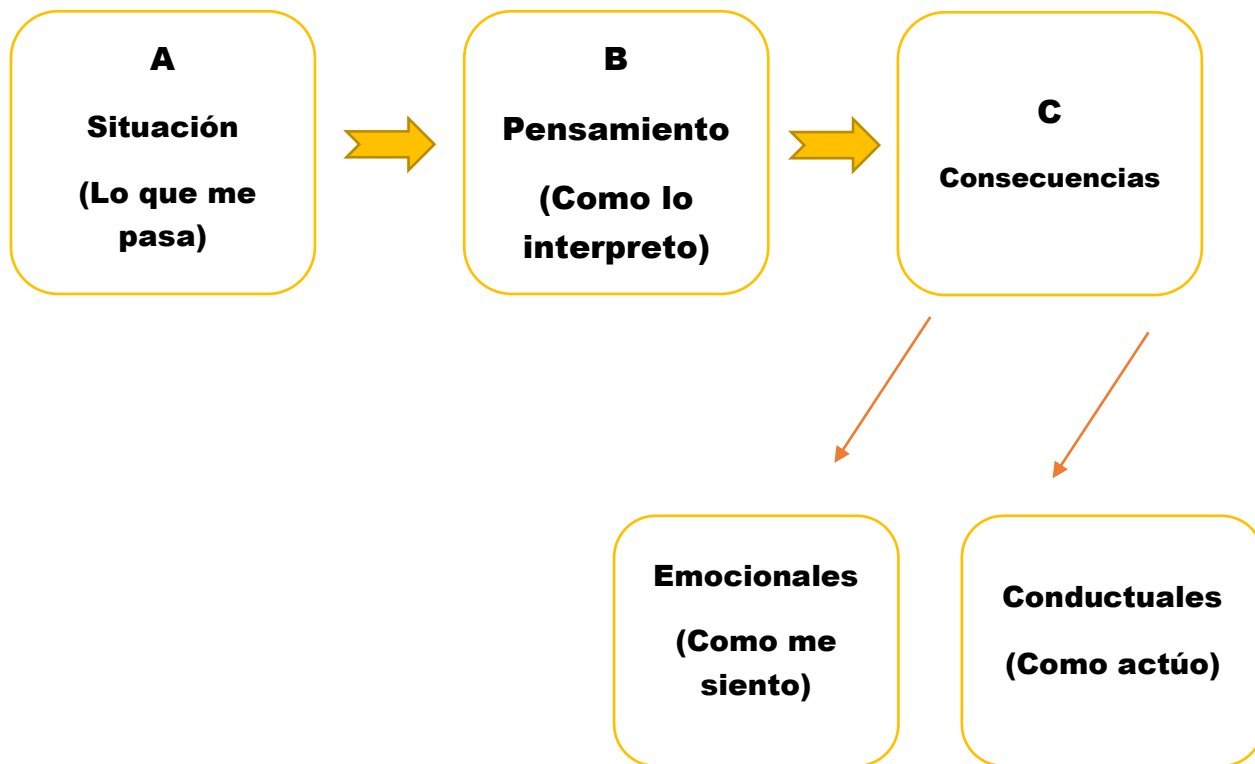 A
Situación
(Lo que me
pasa)
B
Pensamiento
(Como lo
interpreto)
C
Consecuencias
Emocionales
(Como me
siento)
Conductuales
(Como actúo)